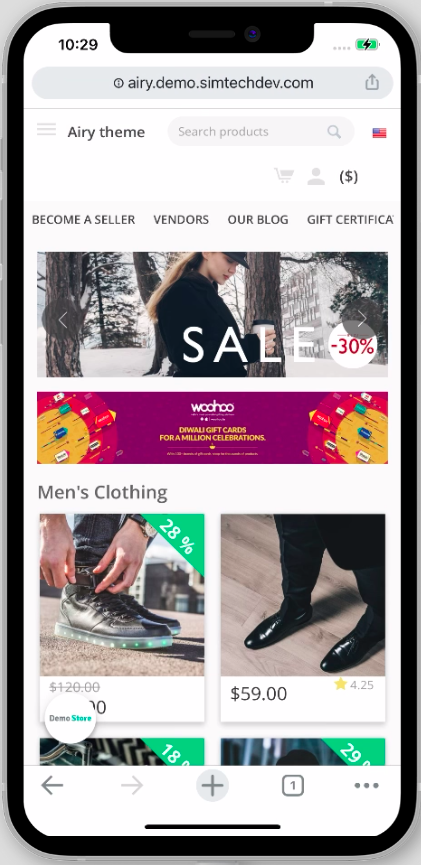 10:29
airy.demo.simtechdev.com
Airy theme
Search products
($)
BECOME A SELLER VENDORS OUR BLOG GIFT CERTIFICA
SALE -30%
woohoo
DIWALI GIFT CARDS
FOR A MILLION CELEBRATIONS.
Men's Clothing
28 %
$120.00
00
$59.00
4.25
Demo Store
18 %
29 %
1